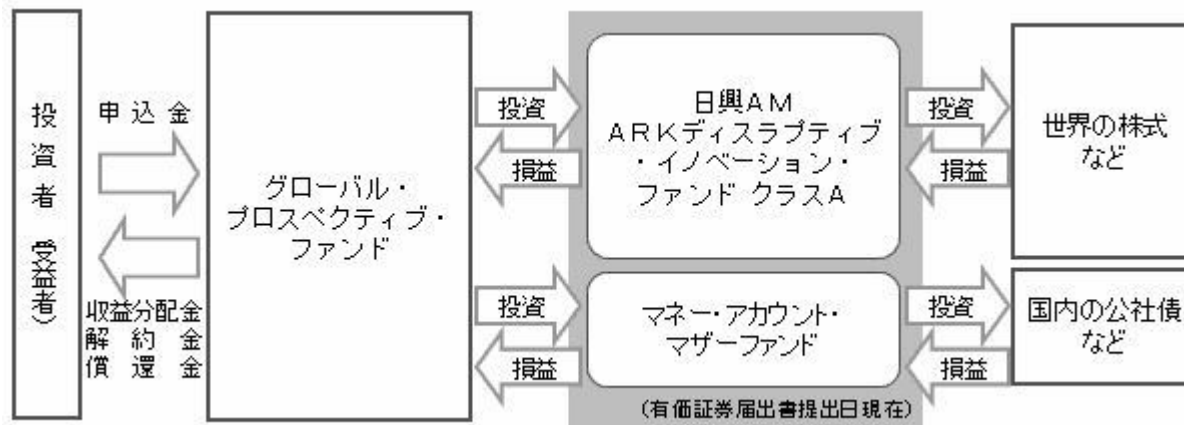 投資者(受益者)
申込金
収益分配金
解約金
償還金
グローバル・
プロスペクティブ・
ファンド
投資
損益
投資
損益
日興AM
ARKディスラプティブ
・イノベーション・
ファンド クラスA
マネー・アカウント・
マザーファンド
(有価証券届出書提出日現在)
投資
損益
投資
損益
世界の株式
など
国内の公社債
など